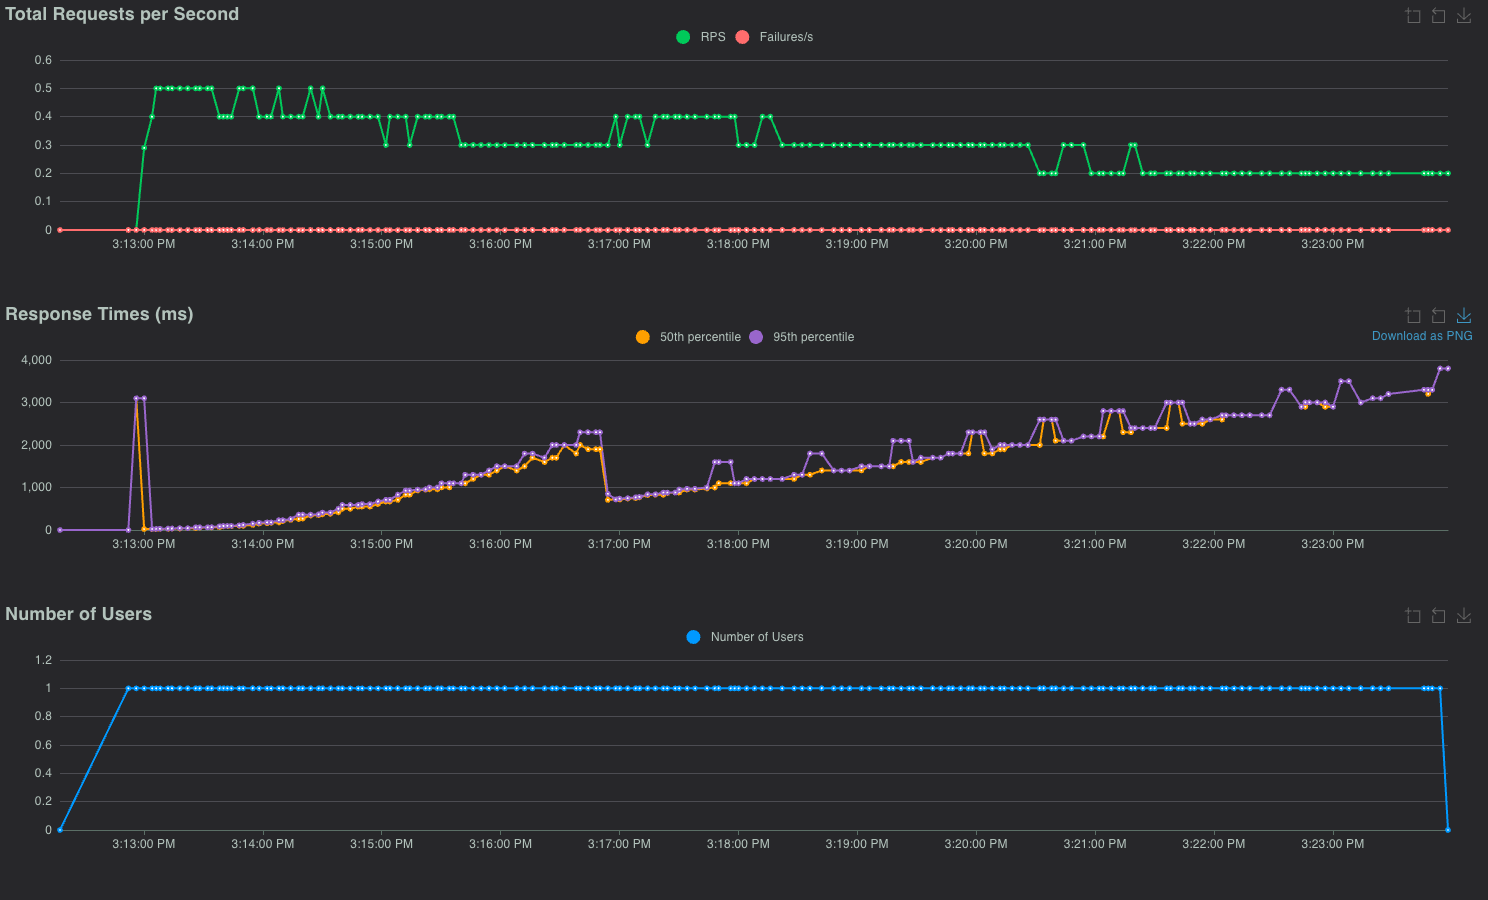 Total Requests per Second
RPS Failures/s
0.6
0.5
0.4
0.3
0.2
0.1
0
3:13:00 PM 3:14:00 PM 3:15:00 PM 3:16:00 PM 3:17:00 PM 3:18:00 PM 3:19:00 PM 3:20:00 PM 3:21:00 PM 3:22:00 PM 3:23:00 PM
Response Times (ms)
50th percentile 95th percentile
Download as PNG
4,000
3,000
2,000
1,000
0
3:13:00 PM 3:14:00 PM 3:15:00 PM 3:16:00 PM 3:17:00 PM 3:18:00 PM 3:19:00 PM 3:20:00 PM 3:21:00 PM 3:22:00 PM 3:23:00 PM
Number of Users
Number of Users
1.2
1
0.8
0.6
0.4
0.2
0
3:13:00 PM 3:14:00 PM 3:15:00 PM 3:16:00 PM 3:17:00 PM 3:18:00 PM 3:19:00 PM 3:20:00 PM 3:21:00 PM 3:22:00 PM 3:23:00 PM